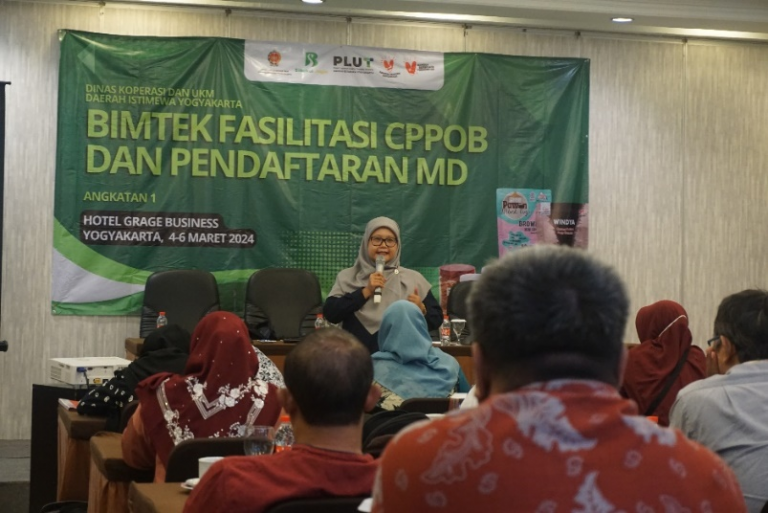 PLUT
DINAS KOPERASI DAN UKM
DAERAH ISTIMEWA YOGYAKARTA
BIMTEK FASILITASI CPPOB
DAN PENDAFTARAN MD
ANGKATAN 1
HOTEL GRAGE BUSINESS
YOGYAKARTA, 4-6 MARET 2024
WINDYA